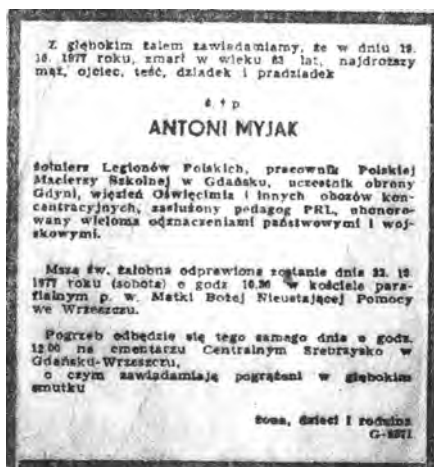 Z głębokim żalem zawiadamiamy, że w dniu 19.
10. 1977 roku, zmarł w wieku 83 lat, najdroższy
mąż, ojciec, teść, dziadek i pradziadek
ś † p
ANTONI MYJAK
żołnierz Legionów Polskich, pracownik Polskiej
Macierzy Szkolnej w Gdańsku, uczestnik obrony
Gdyni, więzień Oświęcimia i innych obozów kon-
centracyjnych, zasłużony pedagog PRL, uhonoro-
wany wieloma odznaczeniami państwowymi i woj-
skowymi.
Msza św. żałobna odprawiona zostanie dnia 22. 10
1977 roku (sobota) o godz 10.30 w kościele para-
fialnym p. w. Matki Bożej Nieustającej Pomocy
we Wrzeszczu.
Pogrzeb odbędzie się tego samego dnia o godz.
12.00 na cmentarzu Centralnym Srebrzysko w
Gdańsku-Wrzeszczu,
o czym zawiadamiają pogrążeni w głębokim
smutku
żona, dzieci i rodzina